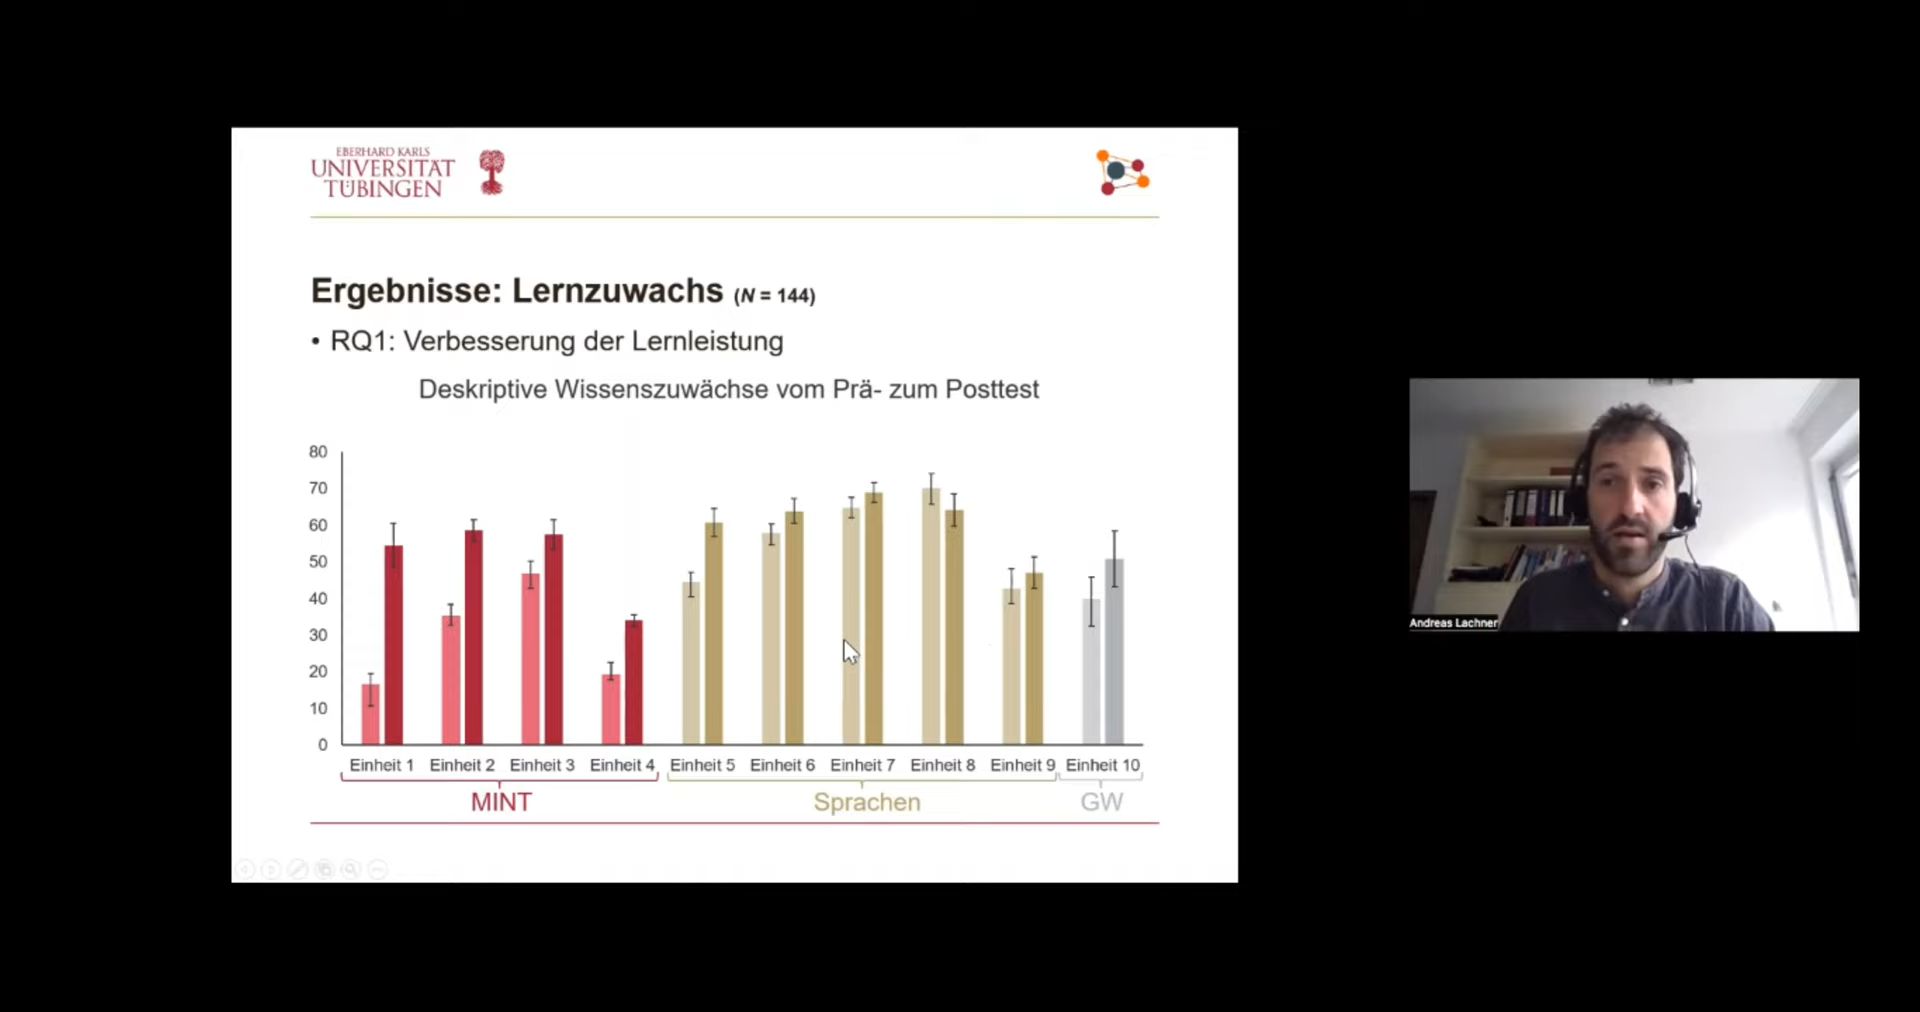 EBERHARD KARLS
UNIVERSITÄT
TÜBINGEN
Ergebnisse: Lernzuwachs (N = 144)
• RQ1: Verbesserung der Lernleistung
Deskriptive Wissenszuwächse vom Prä- zum Posttest
80
70
60
50
40
30
20
10
0
Einheit 1 Einheit 2 Einheit 3 Einheit 4 Einheit 5 Einheit 6 Einheit 7 Einheit 8 Einheit 9 Einheit 10
MINT Sprachen GW
Andreas Lachner